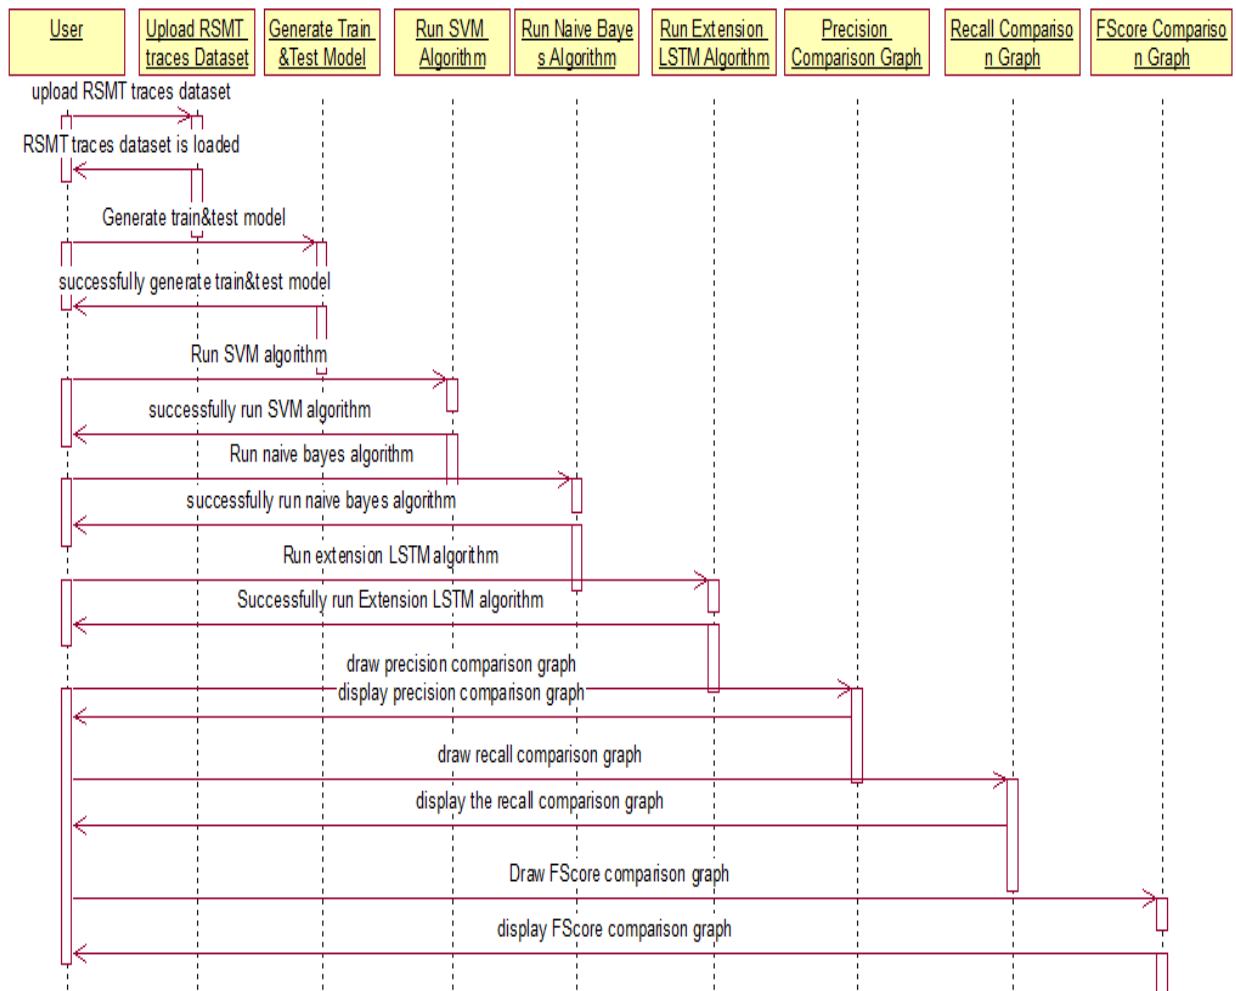 User
Upload RSMT
traces Dataset
Generate Train
&Test Model
Run SVM
Algorithm
Run Naive Baye
s Algorithm
Run Extension
LSTM Algorithm
Precision
Comparison Graph
Recall Compariso
n Graph
FScore Compariso
n Graph
upload RSMT traces dataset
RSMT traces dataset is loaded
Generate train&test model
successfully generate train&test model
Run SVM algorithm
successfully run SVM algorithm
Run naive bayes algorithm
successfully run naive bayes algorithm
Run extension LSTM algorithm
Successfully run Extension LSTM algorithm
draw precision comparison graph
display precision comparison graph
draw recall comparison graph
display the recall comparison graph
Draw FScore comparison graph
display FScore comparison graph